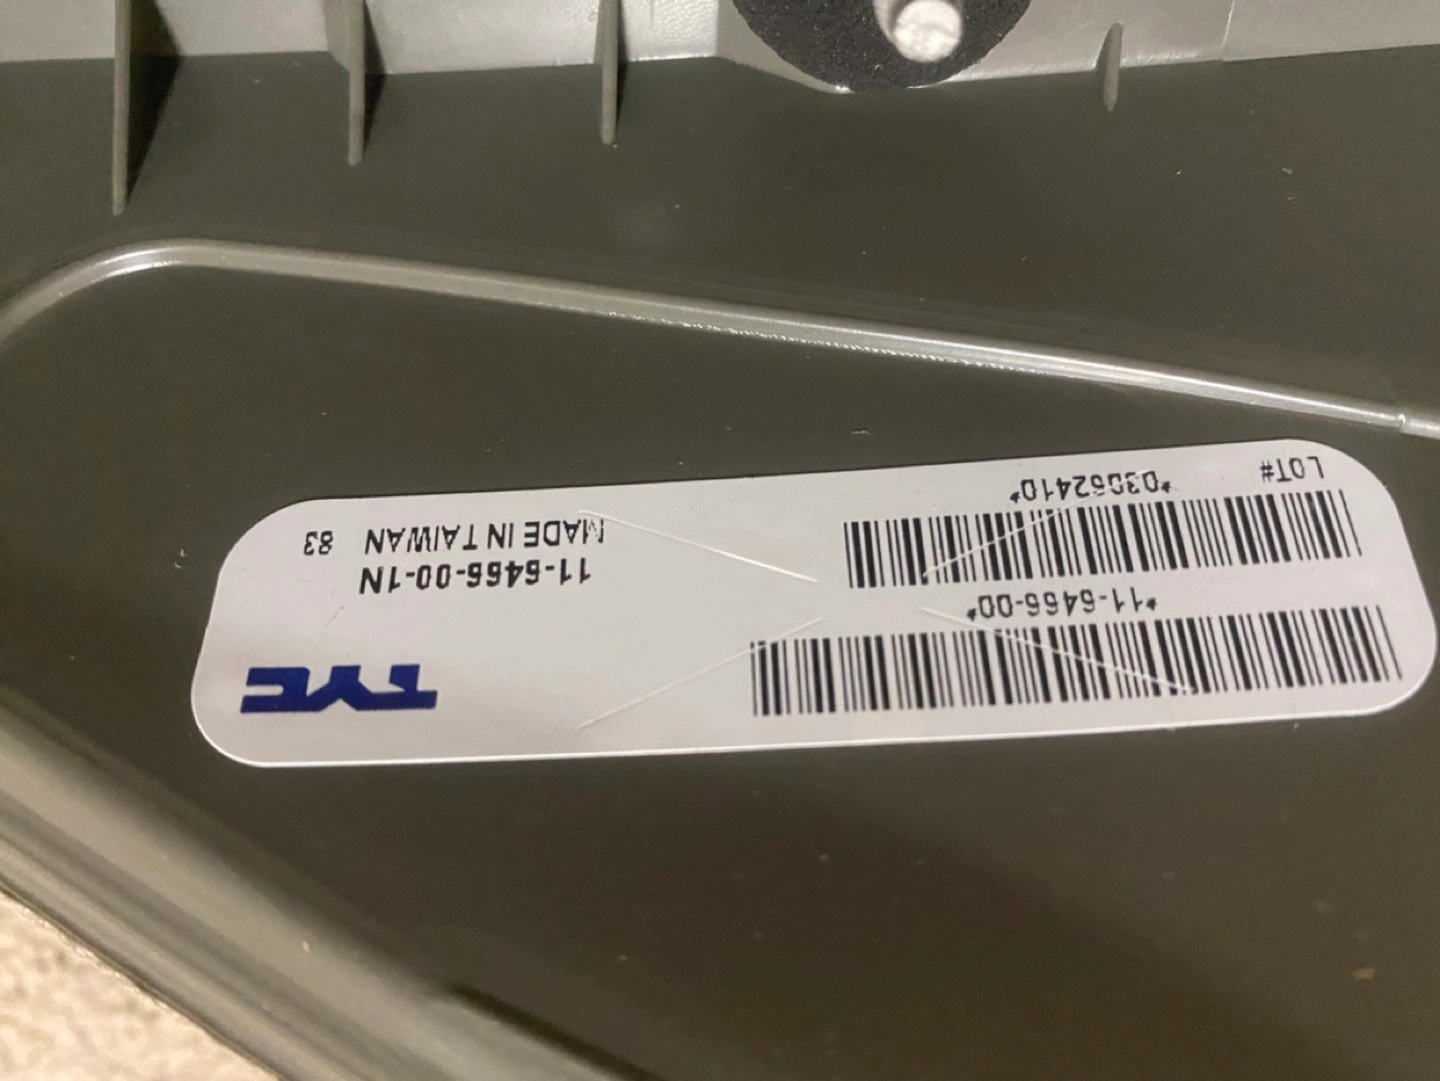 TYC
*11-6466-00*
11-6466-00-1N
MADE IN TAIWAN 83
LOT# *03062410*